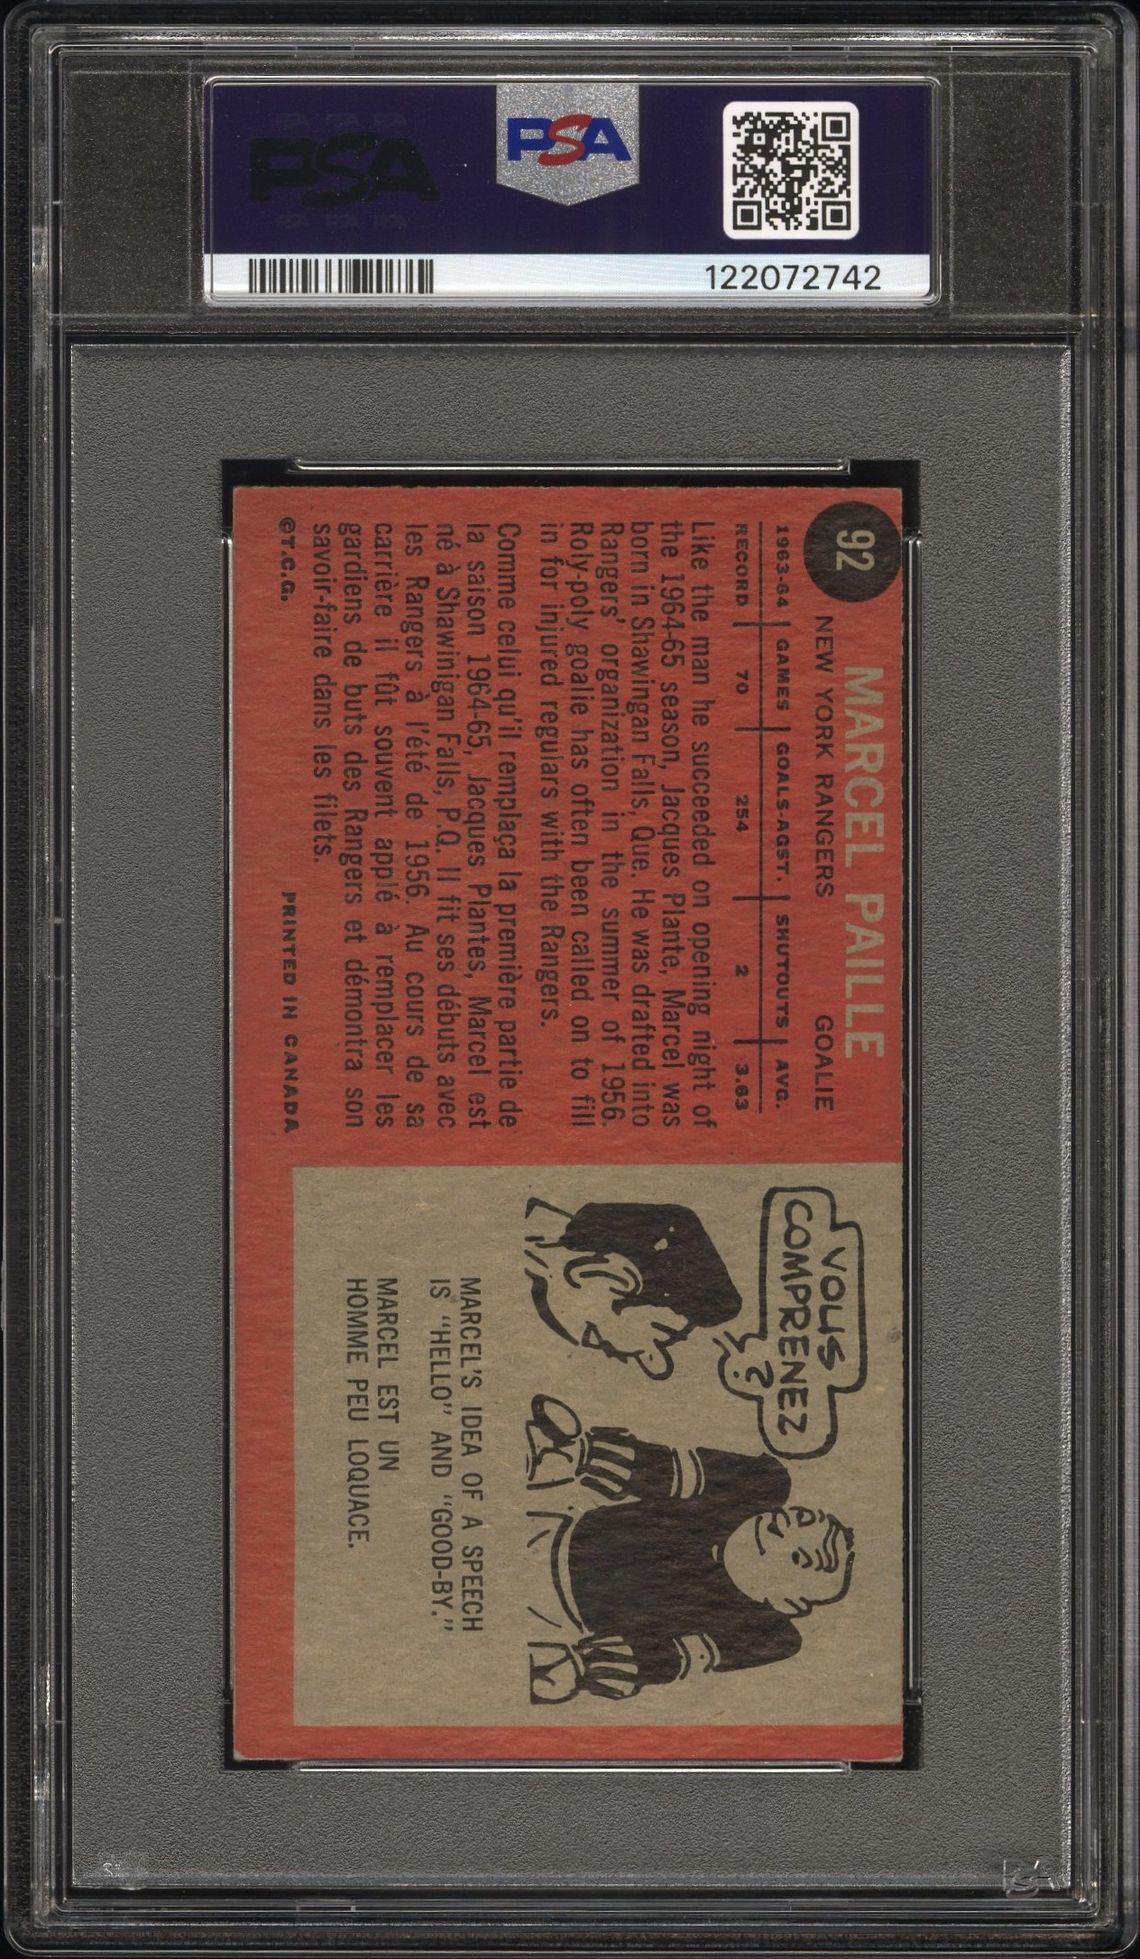 PSA
PSA
122072742
92
MARCEL PAILLE
NEW YORK RANGERS GOALIE
1963-64 GAMES GOALS-AGST. SHUTOUTS AVG.
RECORD 70 254 2 3.63
Like the man he succeeded on opening night of
the 1964-65 season, Jacques Plante, Marcel was
born in Shawingan Falls, Que. He was drafted into
Rangers' organization in the summer of 1956.
Roly-poly goalie has often been called on to fill
in for injured regulars with the Rangers.
Comme celui qu'il remplaça la première partie de
la saison 1964-65, Jacques Plantes, Marcel est
né à Shawinigan Falls, P.Q. Il fit ses débuts avec
les Rangers à l'été de 1956. Au cours de sa
carrière il fût souvent applé à remplacer les
gardiens de buts des Rangers et démontra son
savoir-faire dans les filets.
©T.C.G. PRINTED IN CANADA
VOUS
COMPRENEZ
?
MARCEL'S IDEA OF A SPEECH
IS "HELLO" AND "GOOD-BY."
MARCEL EST UN
HOMME PEU LOQUACE.
PSA